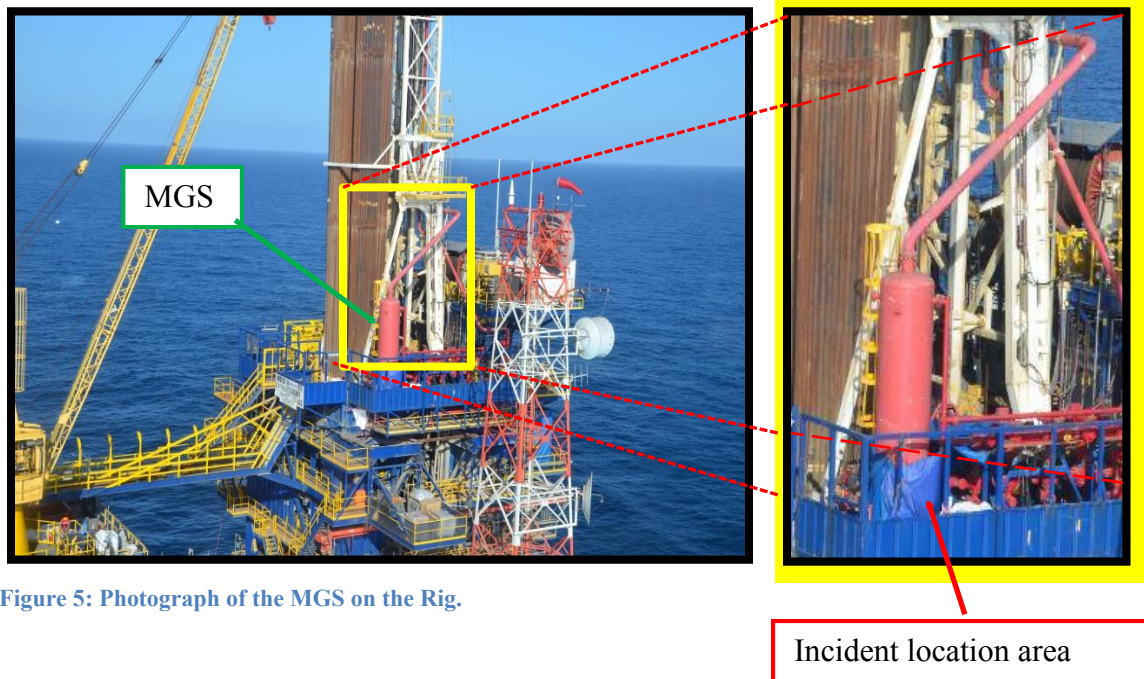 MGS
Figure 5: Photograph of the MGS on the Rig.
Incident location area